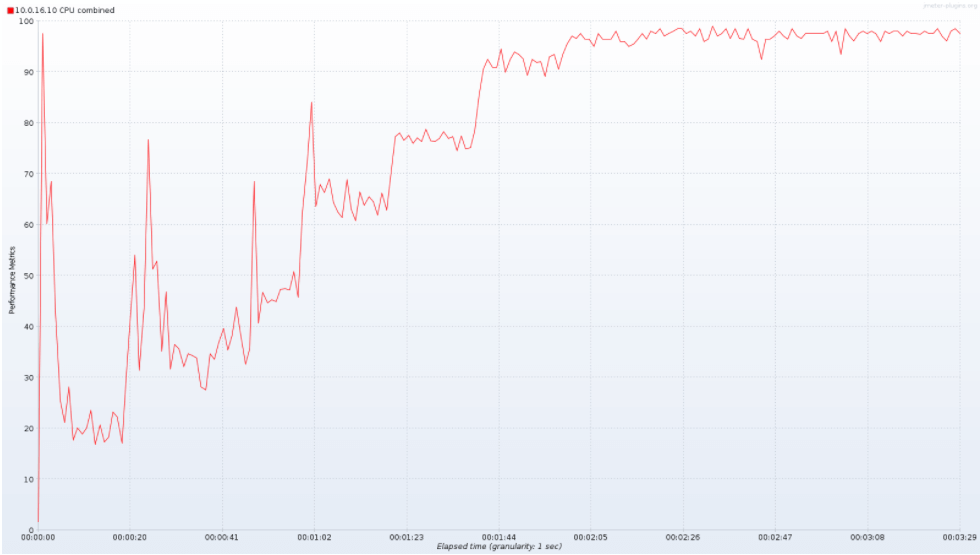 jmeter-plugins.org
10.0.16.10 CPU combined
100
90
80
70
60
50
40
30
20
10
0
Performance Metrics
00:00:00 00:00:20 00:00:41 00:01:02 00:01:23 00:01:44 00:02:05 00:02:26 00:02:47 00:03:08 00:03:29
Elapsed time (granularity: 1 sec)